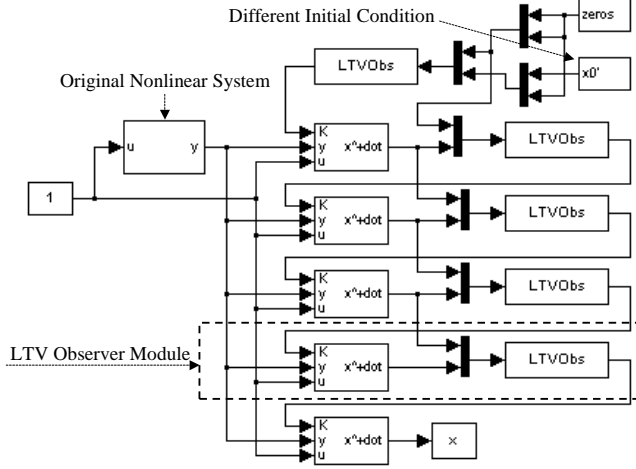 Different Initial Condition
zeros
x0'
LTVObs
Original Nonlinear System
u y
K
y x^+dot
u
LTVObs
1
K
y x^+dot
u
LTVObs
K
y x^+dot
u
LTVObs
LTV Observer Module
K
y x^+dot
u
LTVObs
K
y x^+dot
u
x